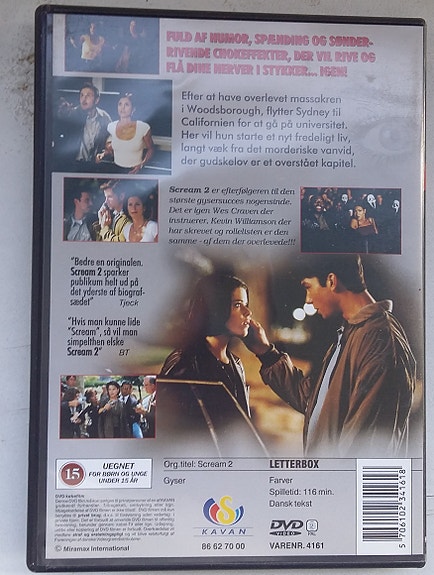 FULD AF HUMOR, SPÆNDING OG SØNDER-
RIVENDE CHOKEFFEKTER, DER VIL RIVE OG
FLÅ DINE NERVER I STYKKER... IGEN!
Efter at have overlevet massakren
i Woodsborough, flytter Sydney til
Californien for at gå på universitet.
Her vil hun starte et nyt fredeligt liv,
langt væk fra det morderiske vanvid,
der gudskelov er et overstået kapitel.
Scream 2 er efterfølgeren til den
største gysersucces nogensinde.
Det er igen Wes Craven der
instruerer, Kevin Williamson der
har skrevet og rollelisten er den
samme - af dem der overlevede!!!
"Bedre en originalen.
Scream 2 sparker
publikum helt ud på
det yderste af biograf-
sædet" Tjeck
"Hvis man kunne lide
"Scream", så vil man
simpelthen elske
Scream 2" BT
15
UEGNET
FOR BØRN OG UNGE
UNDER 15 ÅR
Org.titel: Scream 2
Gyser
LETTERBOX
Farver
Spilletid: 116 min.
Dansk tekst
KAVAN
86 62 70 00
DVD
VIDEO
2
PAL
VARENR. 4161
5 706102 341618
© Miramax International